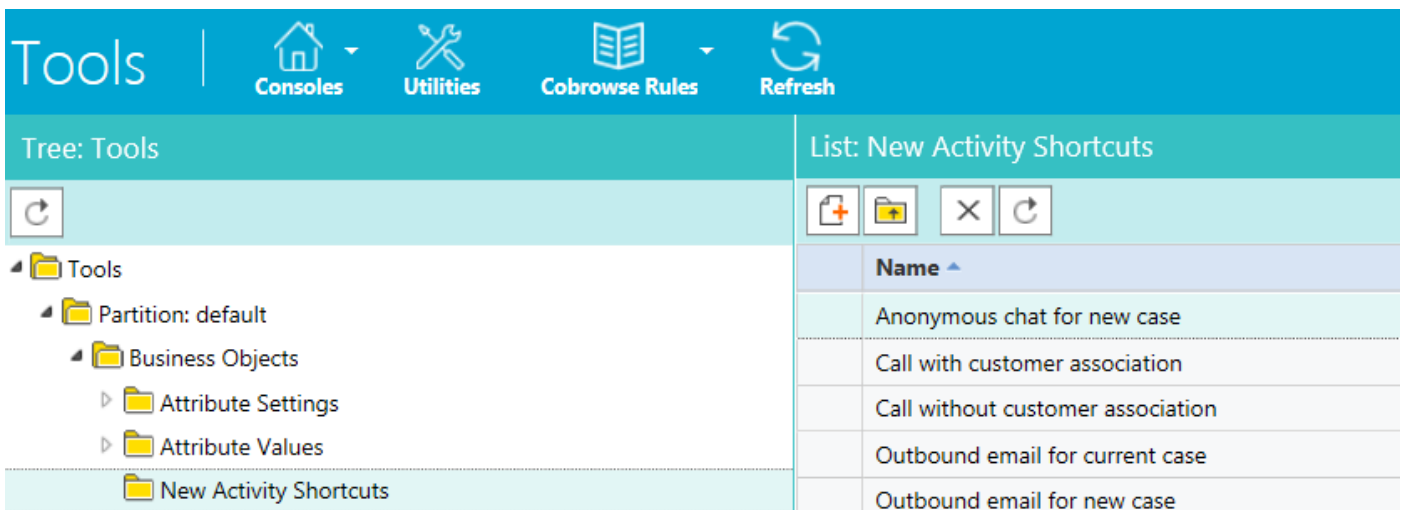 Tools
Consoles
Utilities
Cobrowse Rules
Refresh
Tree: Tools
Tools
Partition: default
Business Objects
Attribute Settings
Attribute Values
New Activity Shortcuts
List: New Activity Shortcuts
Name
Anonymous chat for new case
Call with customer association
Call without customer association
Outbound email for current case
Outbound email for new case